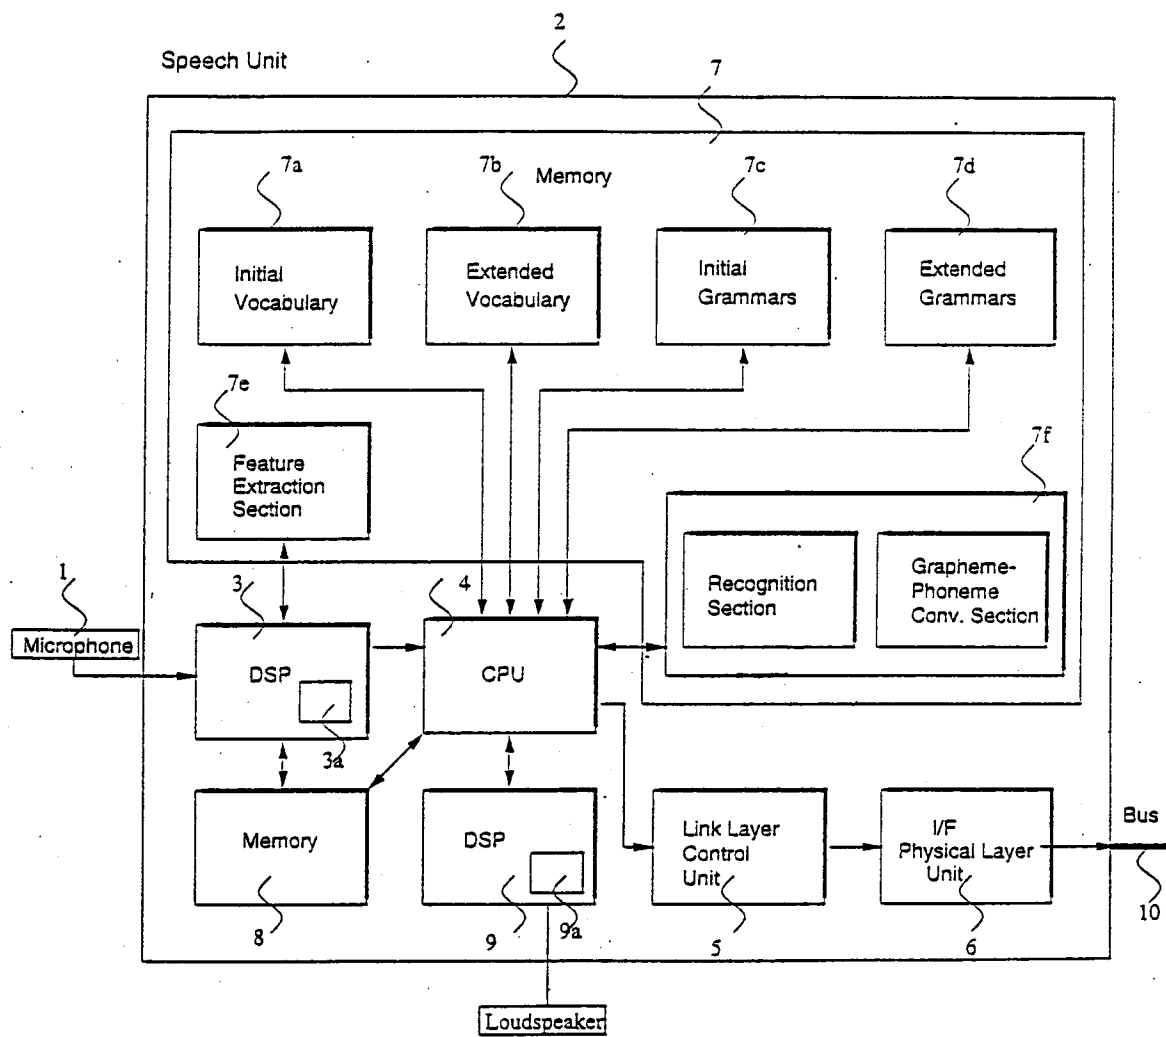 2
Speech Unit
7
7a
7b
Memory
7c
7d
Initial
Vocabulary
Extended
Vocabulary
Initial
Grammars
Extended
Grammars
7e
Feature
Extraction
Section
7f
Recognition
Section
Grapheme-
Phoneme
Conv. Section
1
Microphone
3
DSP
3a
4
CPU
Memory
8
DSP
9
9a
Link Layer
Control
Unit
5
I/F
Physical Layer
Unit
6
Bus
10
Loudspeaker